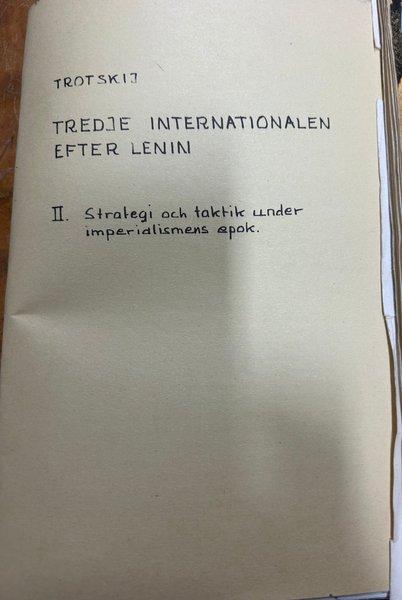 TROTSKIJ
TREDJE INTERNATIONALEN
EFTER LENIN
II. Strategi och taktik under
imperialismens epok.